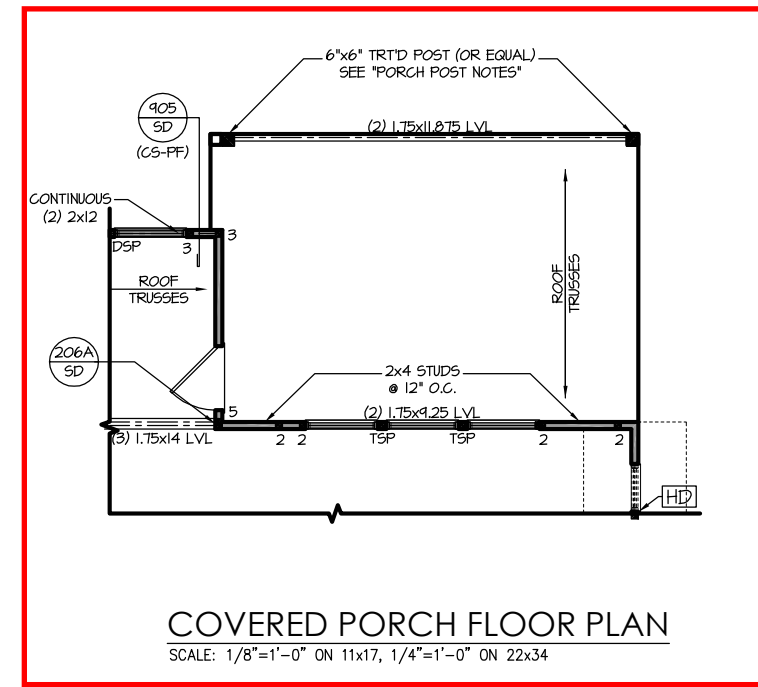 6"x6" TRT'D POST (OR EQUAL)
SEE "PORCH POST NOTES"
905
SD
(CS-PF)
(2) 1.75x11.875 LVL
CONTINUOUS
(2) 2x12
DSP
3
3
ROOF
TRUSSES
ROOF
TRUSSES
206A
SD
2x4 STUDS
@ 12" O.C.
5
(2) 1.75x9.25 LVL
(3) 1.75x14 LVL
2
2
TSP
TSP
2
2
HD
COVERED PORCH FLOOR PLAN
SCALE: 1/8"=1'-0" ON 11x17, 1/4"=1'-0" ON 22x34